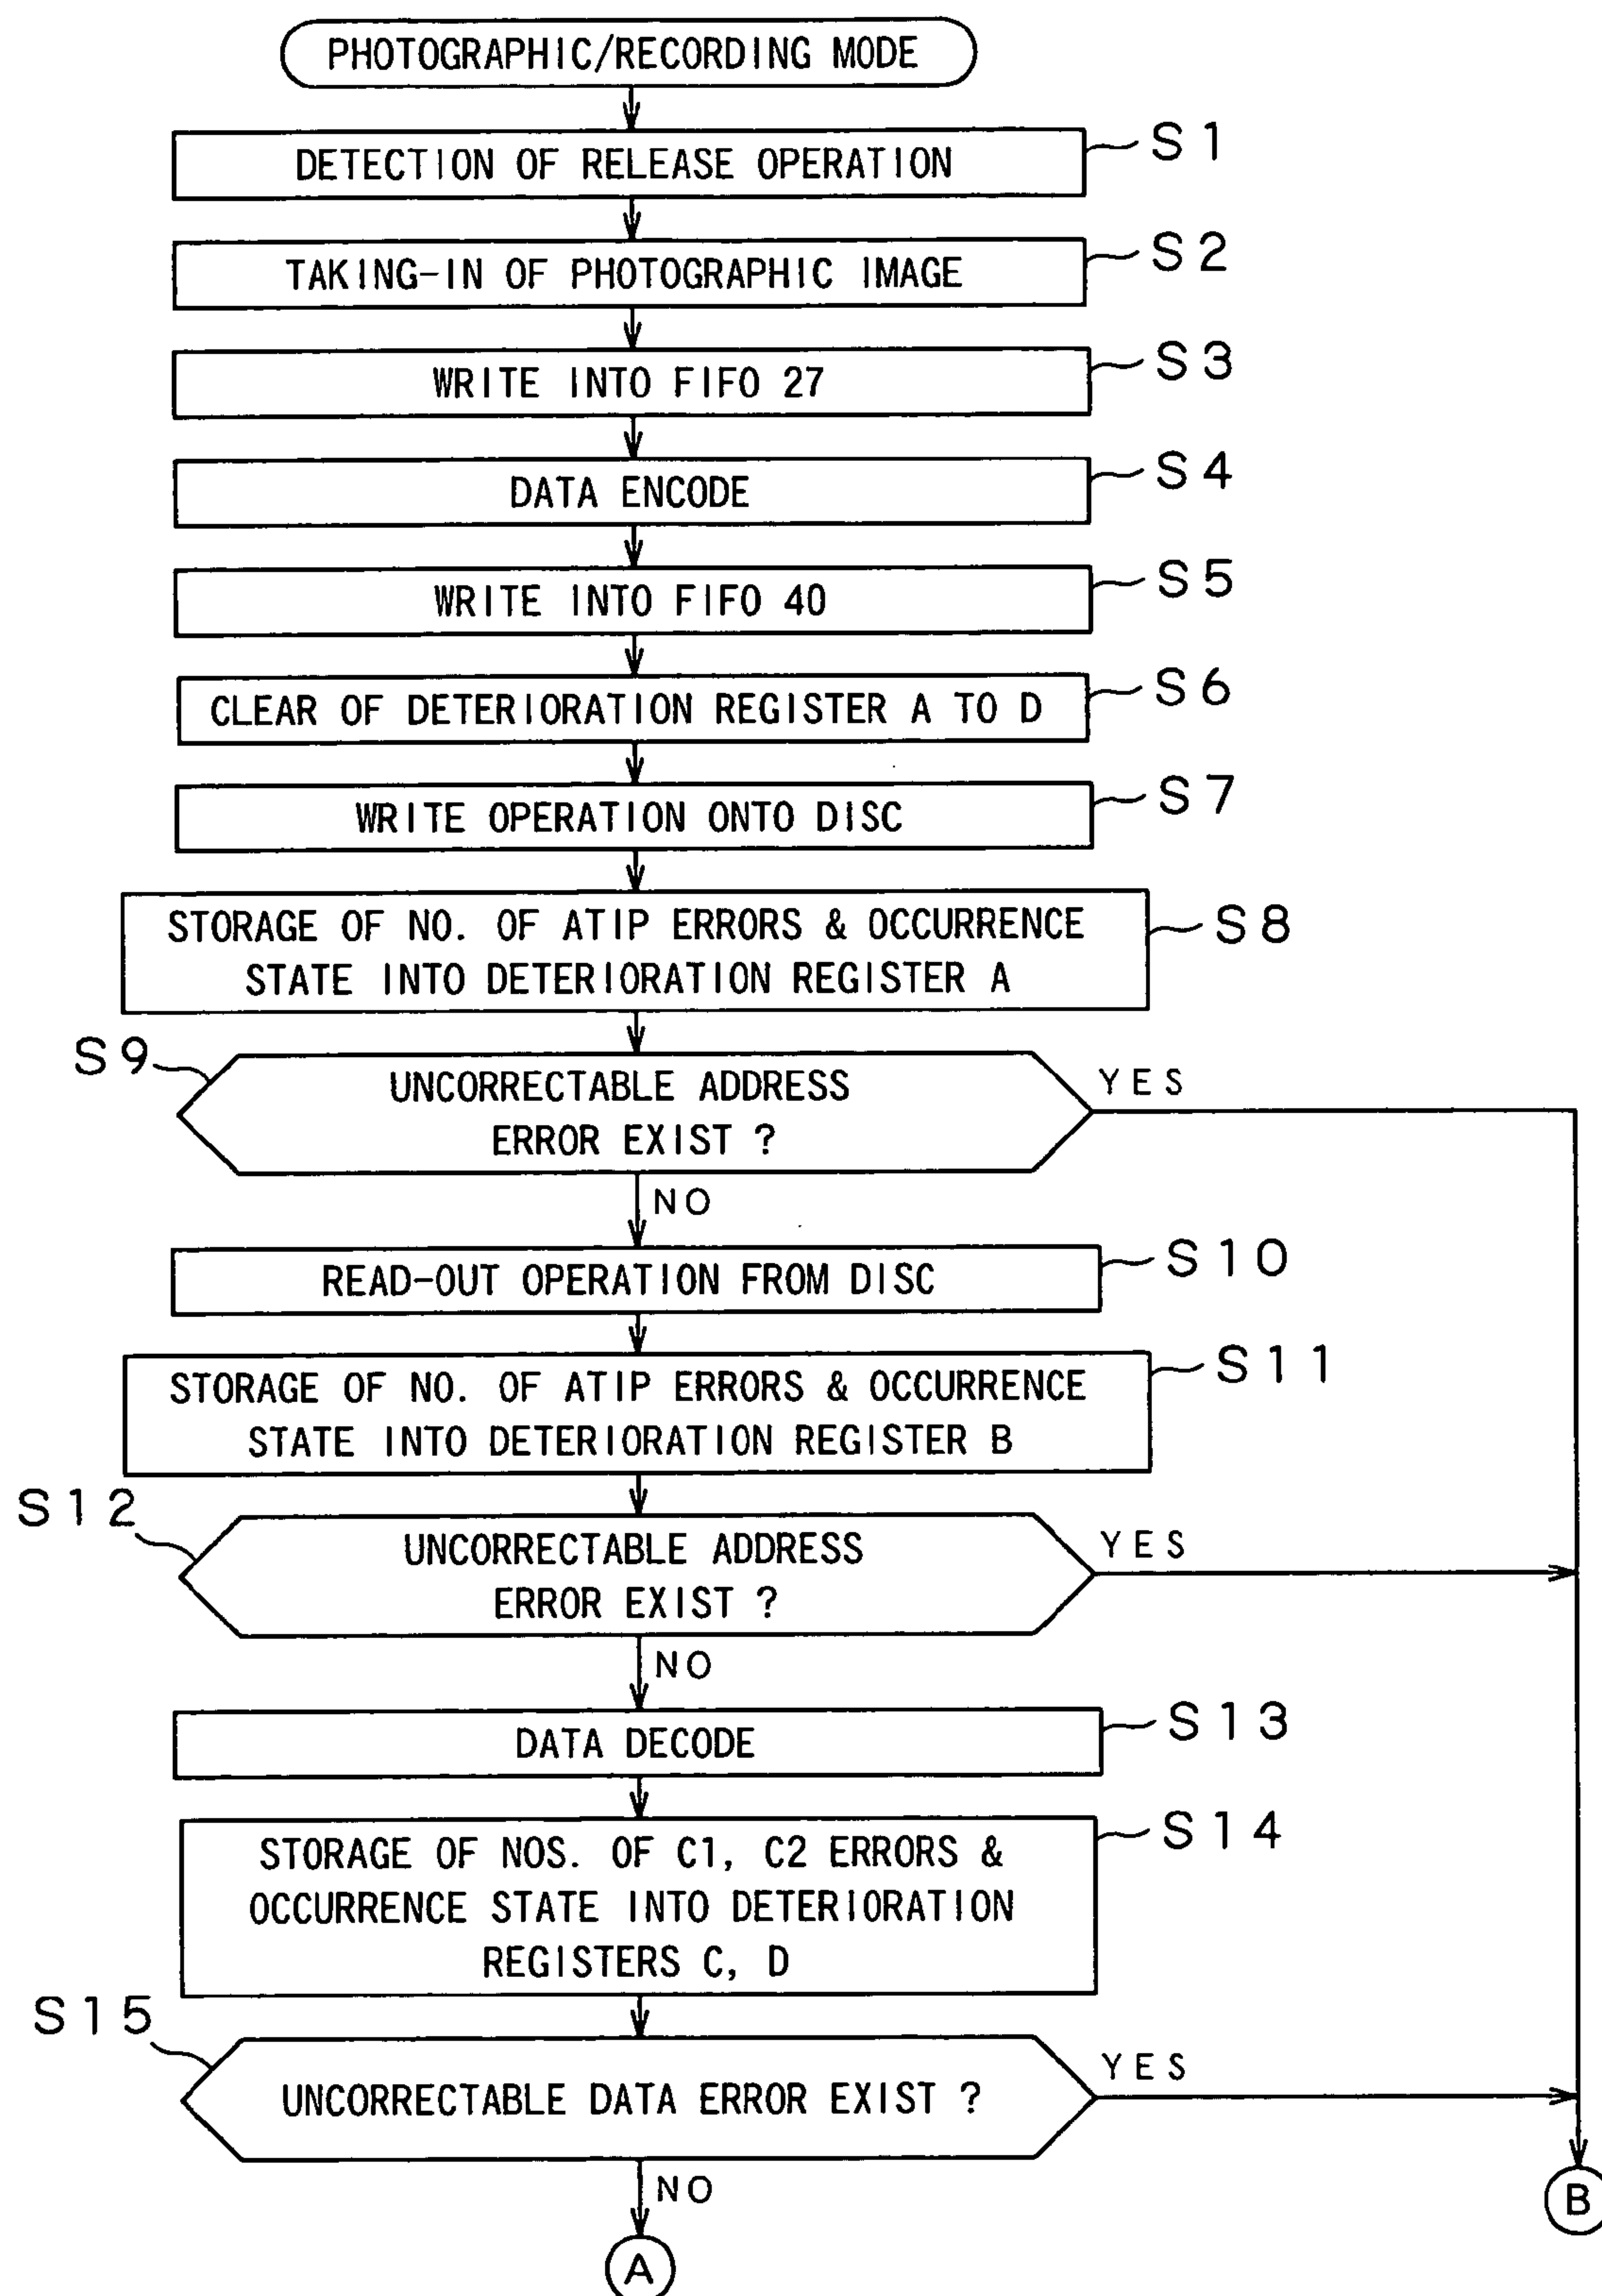 PHOTOGRAPHIC/RECORDING MODE
DETECTION OF RELEASE OPERATION
S1
TAKING-IN OF PHOTOGRAPHIC IMAGE
S2
WRITE INTO FIFO 27
S3
DATA ENCODE
S4
WRITE INTO FIFO 40
S5
CLEAR OF DETERIORATION REGISTER A TO D
S6
WRITE OPERATION ONTO DISC
S7
STORAGE OF NO. OF ATIP ERRORS & OCCURRENCE
STATE INTO DETERIORATION REGISTER A
S8
S9
UNCORRECTABLE ADDRESS
ERROR EXIST ?
YES
NO
READ-OUT OPERATION FROM DISC
S10
STORAGE OF NO. OF ATIP ERRORS & OCCURRENCE
STATE INTO DETERIORATION REGISTER B
S11
S12
UNCORRECTABLE ADDRESS
ERROR EXIST ?
YES
NO
DATA DECODE
S13
STORAGE OF NOS. OF C1, C2 ERRORS &
OCCURRENCE STATE INTO DETERIORATION
REGISTERS C, D
S14
S15
UNCORRECTABLE DATA ERROR EXIST ?
YES
NO
B
A